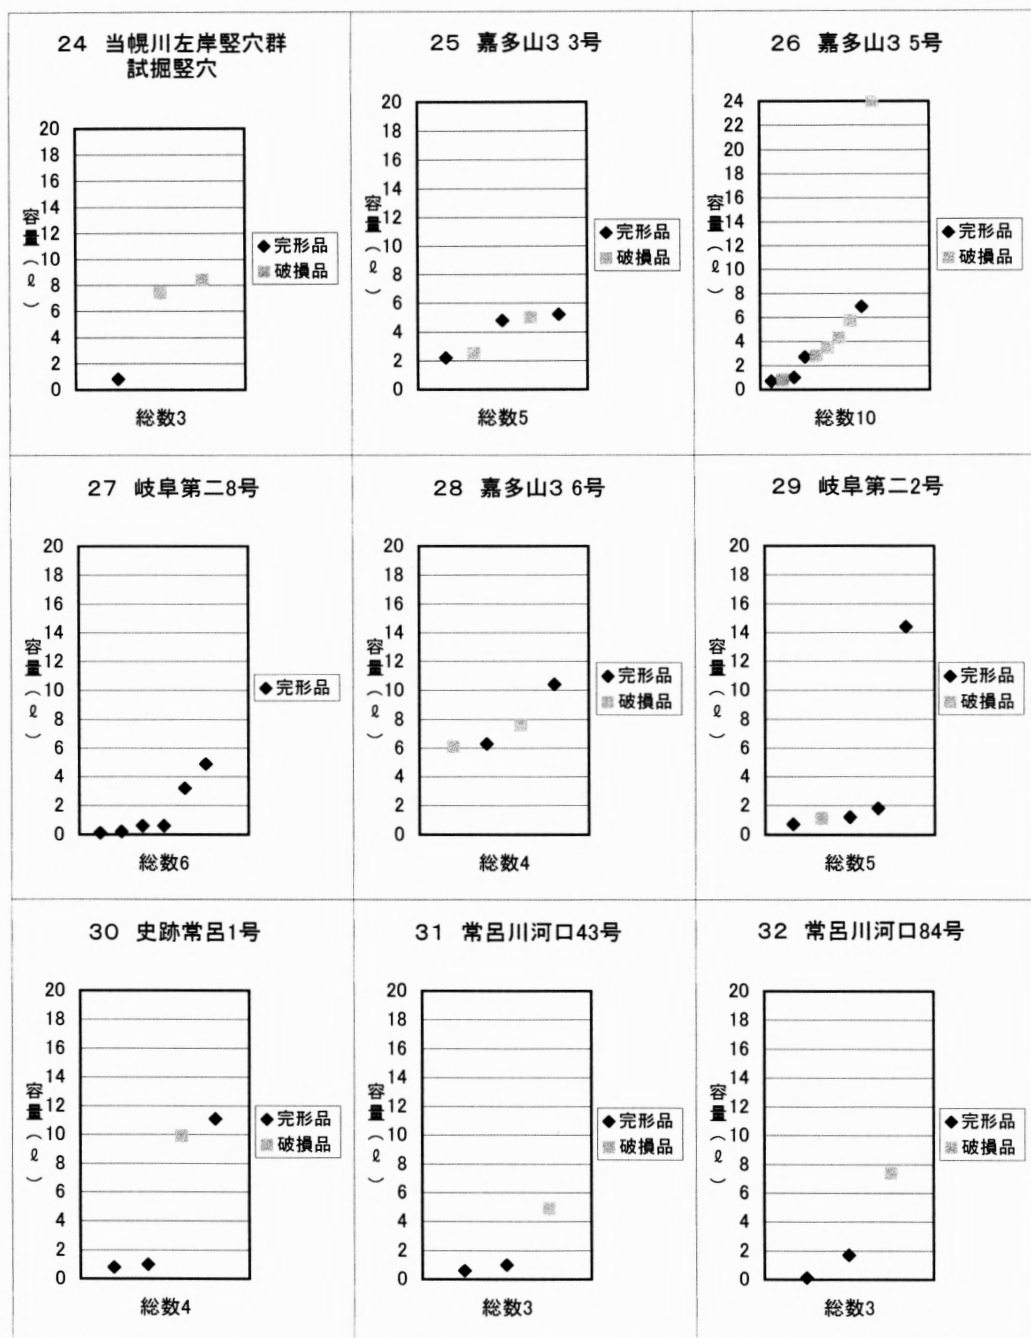 24 当幌川左岸竪穴群
試掘竪穴
20
18
16
14
12
10
8
6
4
2
0
容量(ℓ)
完形品
破損品
総数3
25 嘉多山3 3号
20
18
16
14
12
10
8
6
4
2
0
容量(ℓ)
完形品
破損品
総数5
26 嘉多山3 5号
24
22
20
18
16
14
12
10
8
6
4
2
0
容量(ℓ)
完形品
破損品
総数10
27 岐阜第二8号
20
18
16
14
12
10
8
6
4
2
0
容量(ℓ)
完形品
総数6
28 嘉多山3 6号
20
18
16
14
12
10
8
6
4
2
0
容量(ℓ)
完形品
破損品
総数4
29 岐阜第二2号
20
18
16
14
12
10
8
6
4
2
0
容量(ℓ)
完形品
破損品
総数5
30 史跡常呂1号
20
18
16
14
12
10
8
6
4
2
0
容量(ℓ)
完形品
破損品
総数4
31 常呂川河口43号
20
18
16
14
12
10
8
6
4
2
0
容量(ℓ)
完形品
破損品
総数3
32 常呂川河口84号
20
18
16
14
12
10
8
6
4
2
0
容量(ℓ)
完形品
破損品
総数3